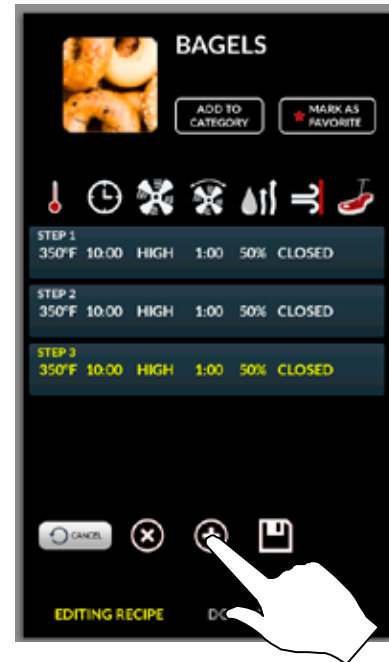 BAGELS
ADD TO
CATEGORY
MARK AS
FAVORITE
STEP 1
350°F 10:00 HIGH 1:00 50% CLOSED
STEP 2
350°F 10:00 HIGH 1:00 50% CLOSED
STEP 3
350°F 10:00 HIGH 1:00 50% CLOSED
CANCEL
EDITING RECIPE